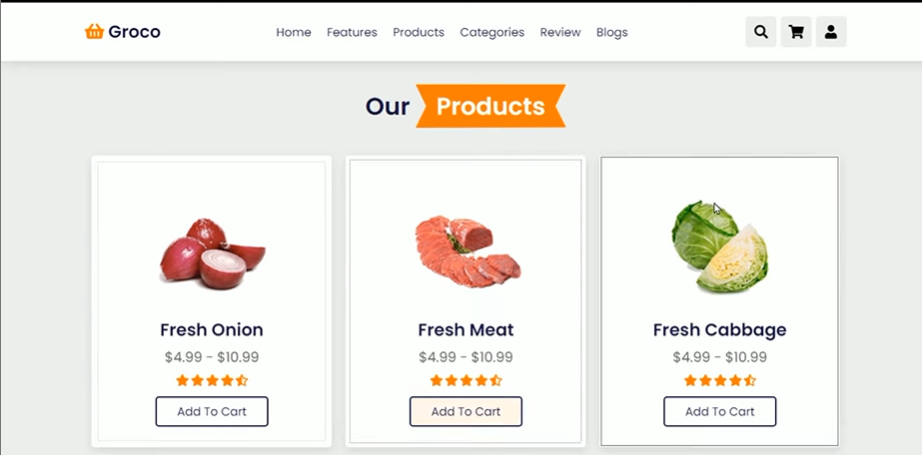 Groco
Home Features Products Categories Review Blogs
Our Products
Fresh Onion
$4.99 - $10.99
Add To Cart
Fresh Meat
$4.99 - $10.99
Add To Cart
Fresh Cabbage
$4.99 - $10.99
Add To Cart